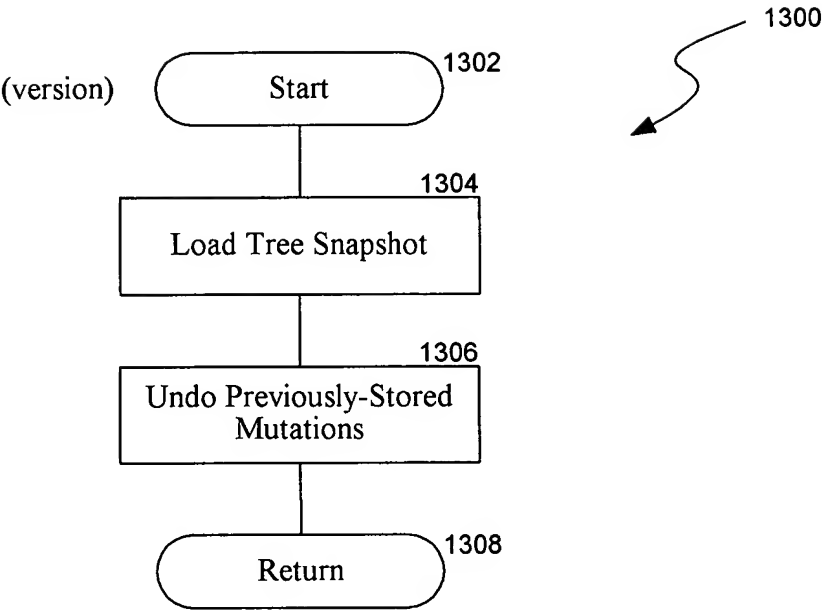 1300
1302
(version)
Start
1304
Load Tree Snapshot
1306
Undo Previously-Stored
Mutations
1308
Return